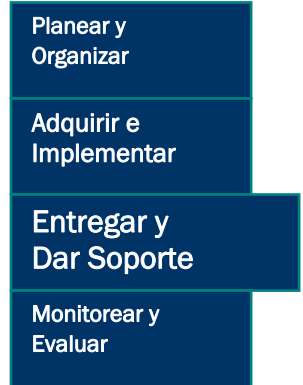 Planear y
Organizar
Adquirir e
Implementar
Entregar y
Dar Soporte
Monitorear y
Evaluar